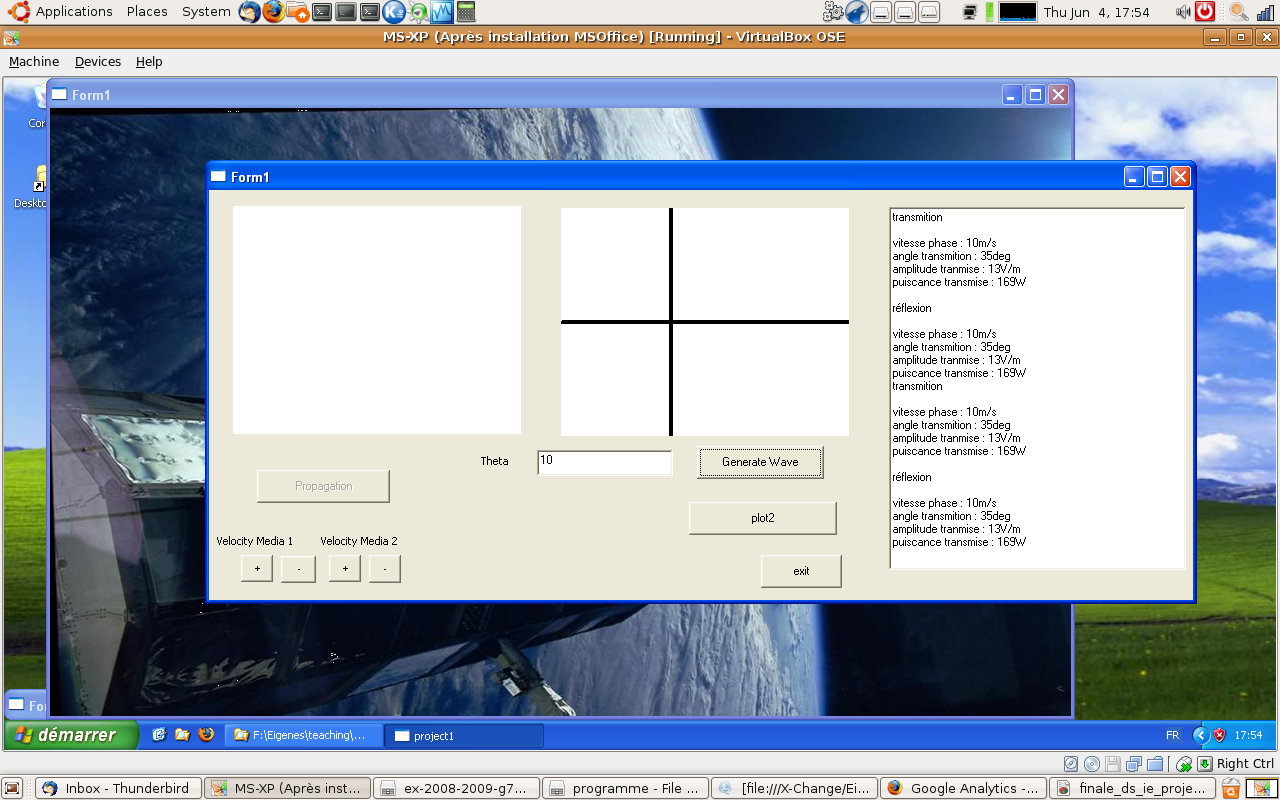 Applications Places System Thu Jun 4, 17:54
MS-XP (Après installation MSOffice) [Running] - VirtualBox OSE
Machine Devices Help
Form1
Form1
transmition
vitesse phase : 10m/s
angle transmition : 35deg
amplitude tranmise : 13V/m
puiscance transmise : 169W
réflexion
vitesse phase : 10m/s
angle transmition : 35deg
amplitude tranmise : 13V/m
puiscance transmise : 169W
transmition
vitesse phase : 10m/s
angle transmition : 35deg
amplitude tranmise : 13V/m
puiscance transmise : 169W
réflexion
vitesse phase : 10m/s
angle transmition : 35deg
amplitude tranmise : 13V/m
puiscance transmise : 169W
Theta 10 Generate Wave
Propagation
plot2
Velocity Media 1 Velocity Media 2
+ - + -
exit
Cor
Deskto
Fo
démarrer F:\Eigenes\teaching\... project1 FR 17:54
Right Ctrl
Inbox - Thunderbird MS-XP (Après inst... ex-2008-2009-g7... programme - File ... [file:///X-Change/Ei... Google Analytics -... finale_ds_ie_proje...